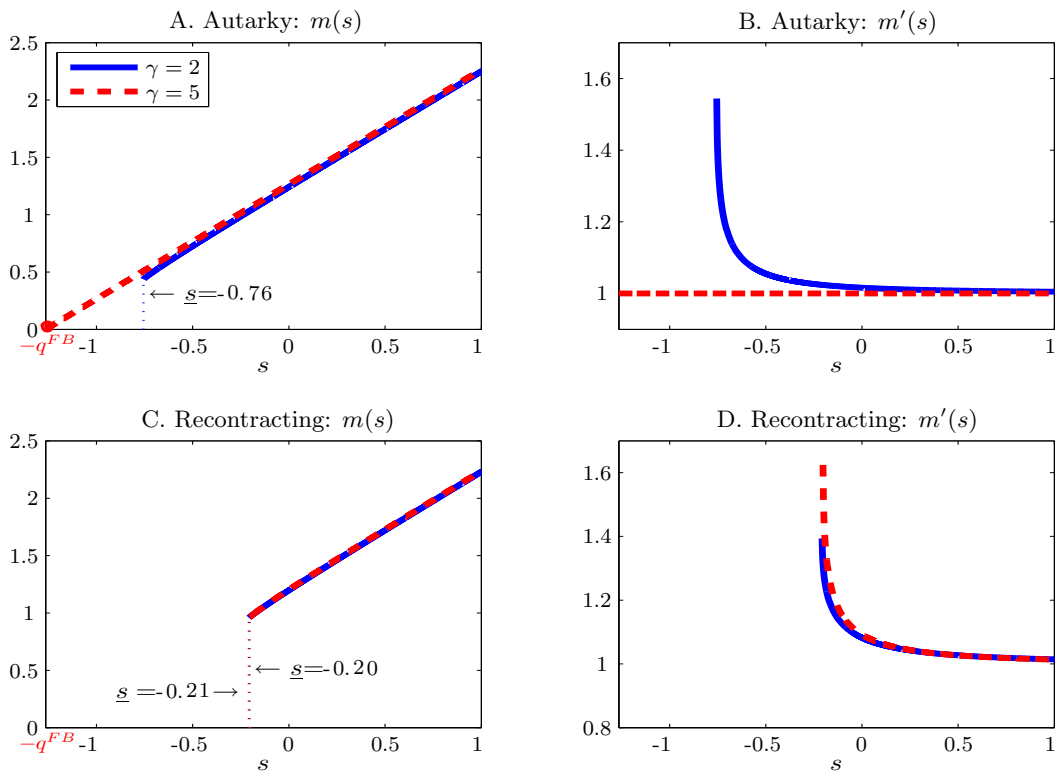 A. Autarky: m(s)
2.5
2
1.5
1
0.5
0
γ = 2
γ = 5
← s=-0.76
−q^{FB}
-1
-0.5
0
0.5
1
s
B. Autarky: m′(s)
1.6
1.4
1.2
1
-1
-0.5
0
0.5
1
s
C. Recontracting: m(s)
2.5
2
1.5
1
0.5
0
← s=-0.20
s =-0.21→
−q^{FB}
-1
-0.5
0
0.5
1
s
D. Recontracting: m′(s)
1.6
1.4
1.2
1
0.8
-1
-0.5
0
0.5
1
s